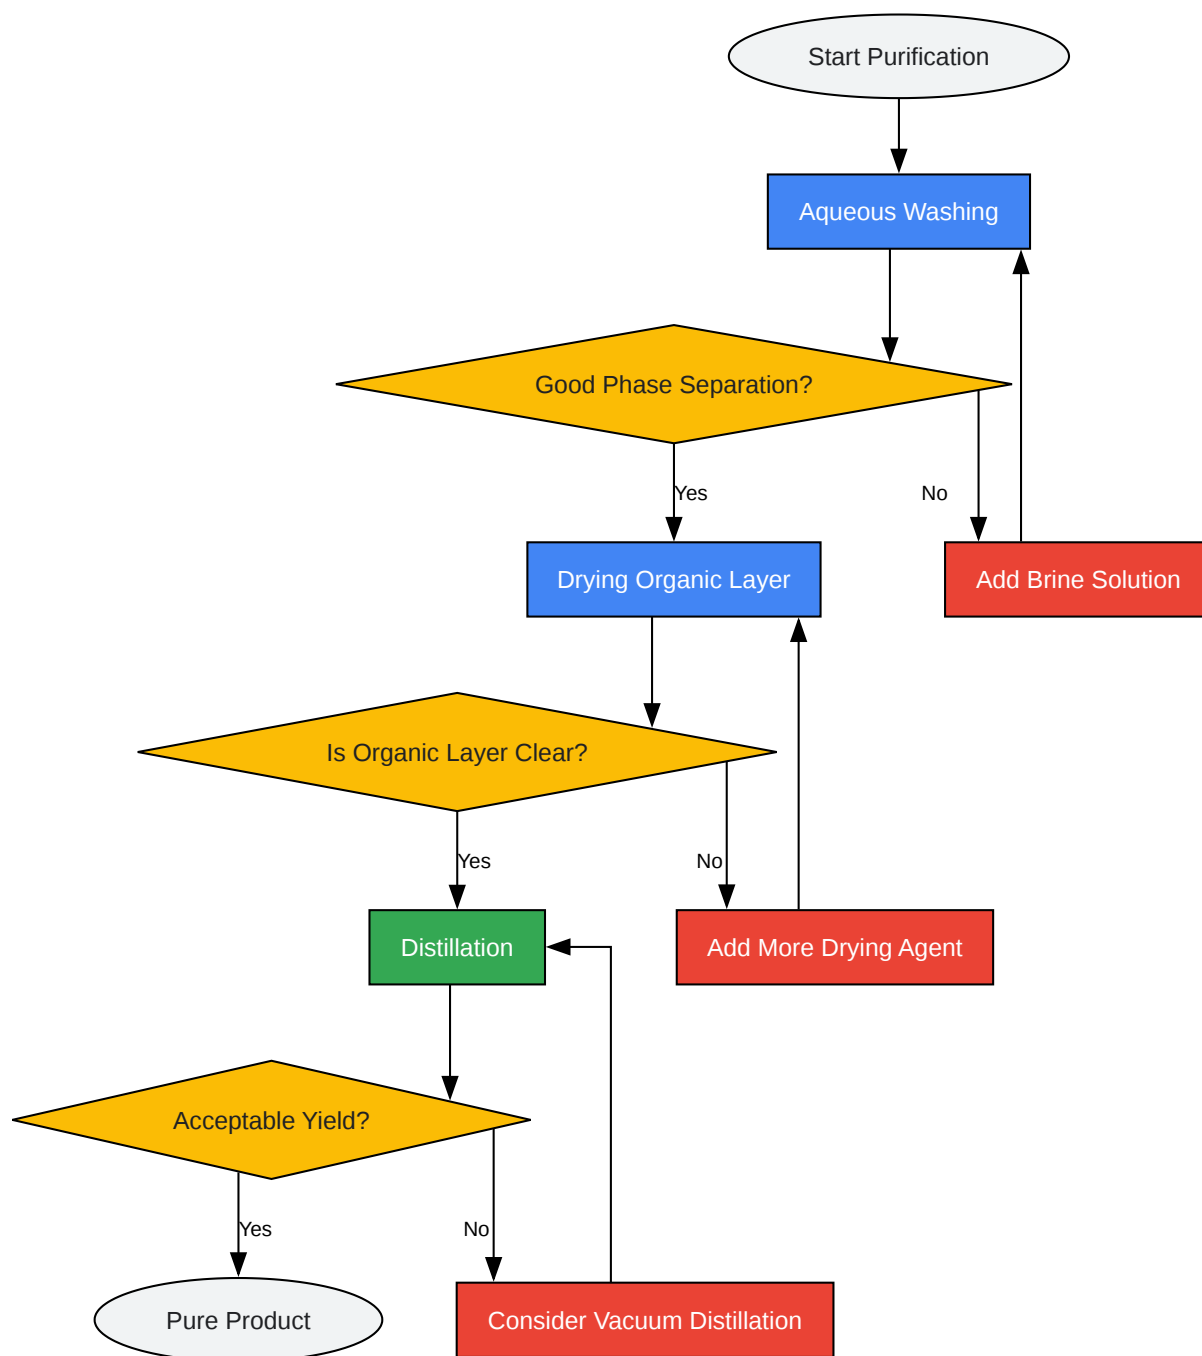 Start Purification
Aqueous Washing
Good Phase Separation?
Yes
No
Drying Organic Layer
Add Brine Solution
Is Organic Layer Clear?
Yes
No
Distillation
Add More Drying Agent
Acceptable Yield?
Yes
No
Pure Product
Consider Vacuum Distillation